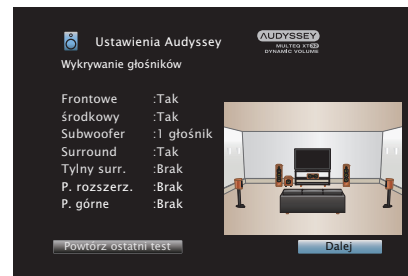 Ustawienia Audyssey
AUDYSSEY
MULTEQ XT32
DYNAMIC VOLUME
Wykrywanie głośników
Frontowe :Tak
środkowy :Tak
Subwoofer :1 głośnik
Surround :Tak
Tylny surr. :Brak
P. rozszerz. :Brak
P. górne :Brak
Powtórz ostatni test
Dalej